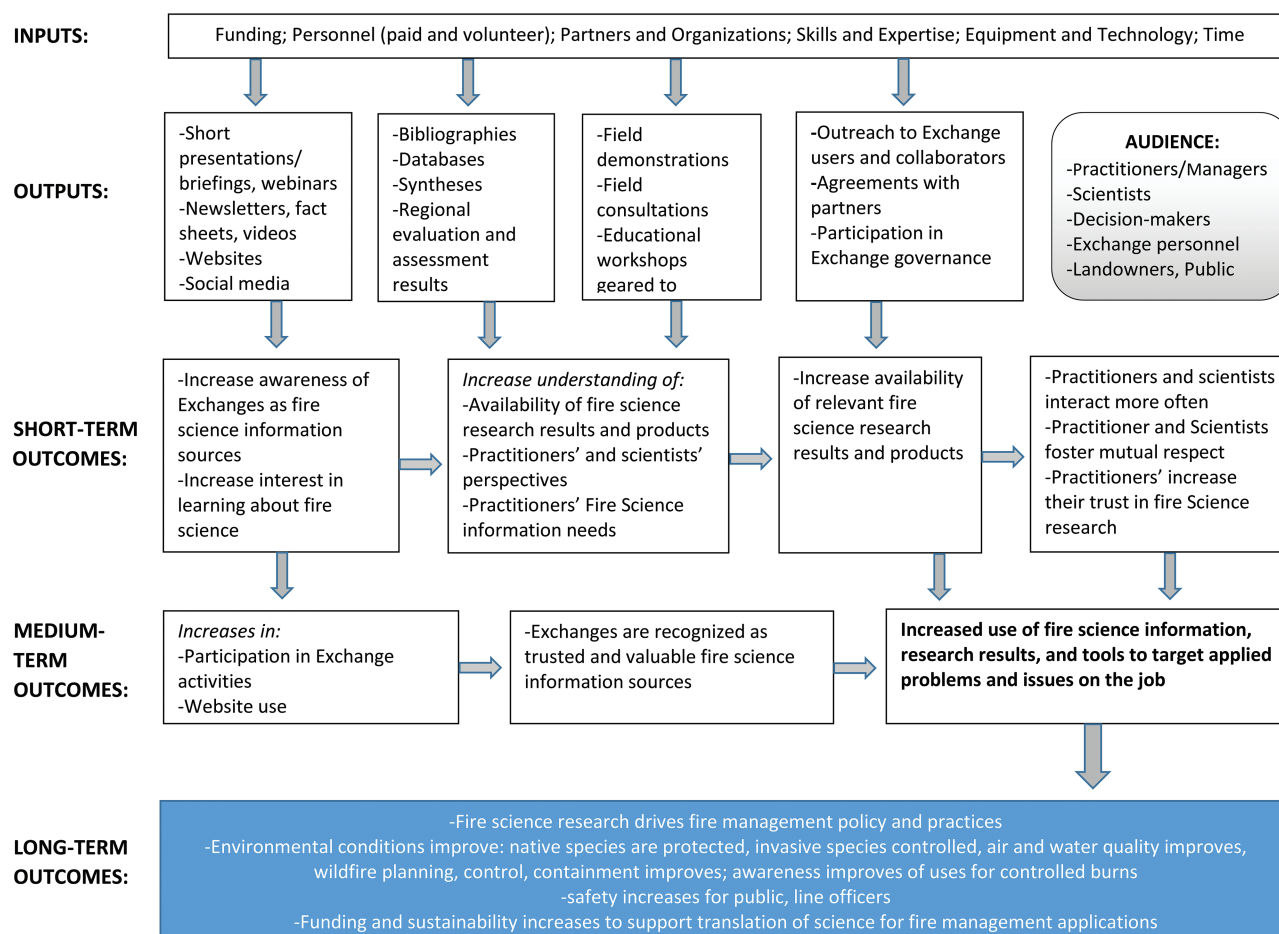 INPUTS:
Funding; Personnel (paid and volunteer); Partners and Organizations; Skills and Expertise; Equipment and Technology; Time
OUTPUTS:
-Short
presentations/
briefings, webinars
-Newsletters, fact
sheets, videos
-Websites
-Social media
-Bibliographies
-Databases
-Syntheses
-Regional
evaluation and
assessment
results
-Field
demonstrations
-Field
consultations
-Educational
workshops
geared to
-Outreach to Exchange
users and collaborators
-Agreements with
partners
-Participation in
Exchange governance
AUDIENCE:
-Practitioners/Managers
-Scientists
-Decision-makers
-Exchange personnel
-Landowners, Public
SHORT-TERM
OUTCOMES:
-Increase awareness of
Exchanges as fire
science information
sources
-Increase interest in
learning about fire
science
Increase understanding of:
-Availability of fire science
research results and products
-Practitioners’ and scientists’
perspectives
-Practitioners’ Fire Science
information needs
-Increase availability
of relevant fire
science research
results and products
-Practitioners and scientists
interact more often
-Practitioner and Scientists
foster mutual respect
-Practitioners’ increase
their trust in fire Science
research
MEDIUM-
TERM
OUTCOMES:
Increases in:
-Participation in Exchange
activities
-Website use
-Exchanges are recognized as
trusted and valuable fire science
information sources
Increased use of fire science information,
research results, and tools to target applied
problems and issues on the job
LONG-TERM
OUTCOMES:
-Fire science research drives fire management policy and practices
-Environmental conditions improve: native species are protected, invasive species controlled, air and water quality improves,
wildfire planning, control, containment improves; awareness improves of uses for controlled burns
-safety increases for public, line officers
-Funding and sustainability increases to support translation of science for fire management applications